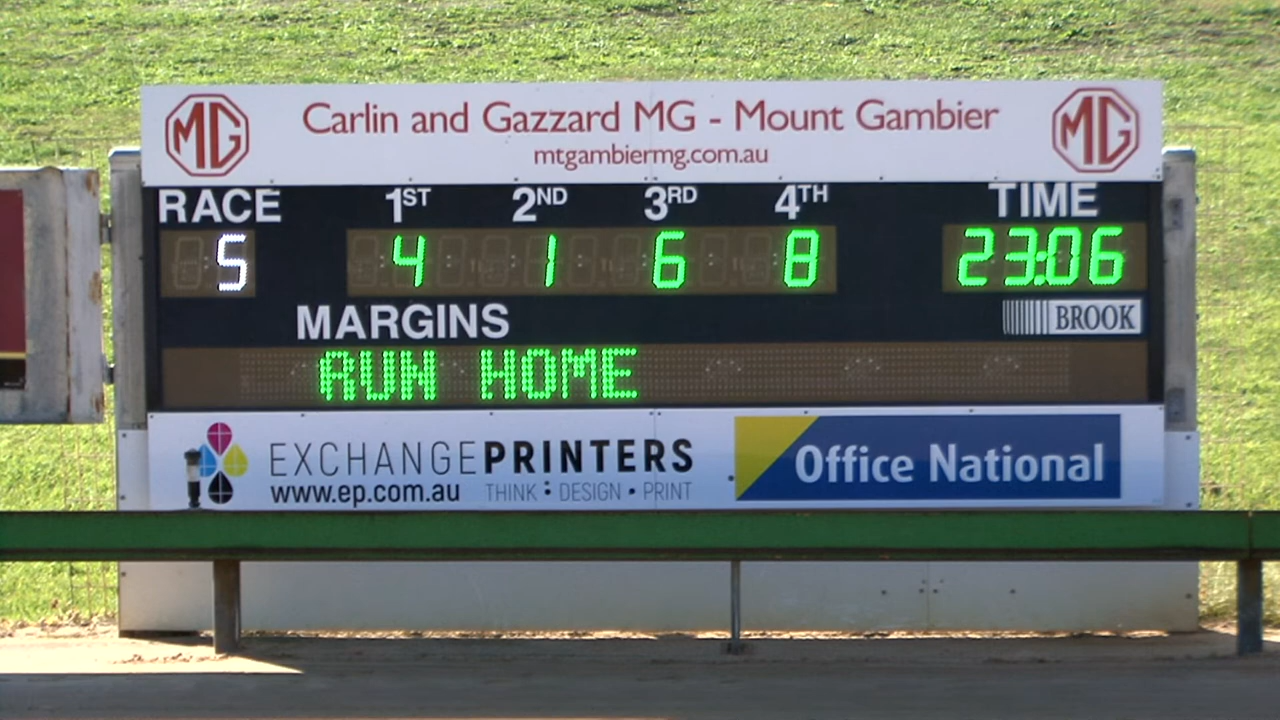 MG Carlin and Gazzard MG - Mount Gambier MG
mtgambiermg.com.au
RACE 1ST 2ND 3RD 4TH TIME
5 4 1 6 8 23:06
MARGINS BROOK
RUN HOME
EXCHANGEPRINTERS Office National
www.ep.com.au THINK : DESIGN • PRINT